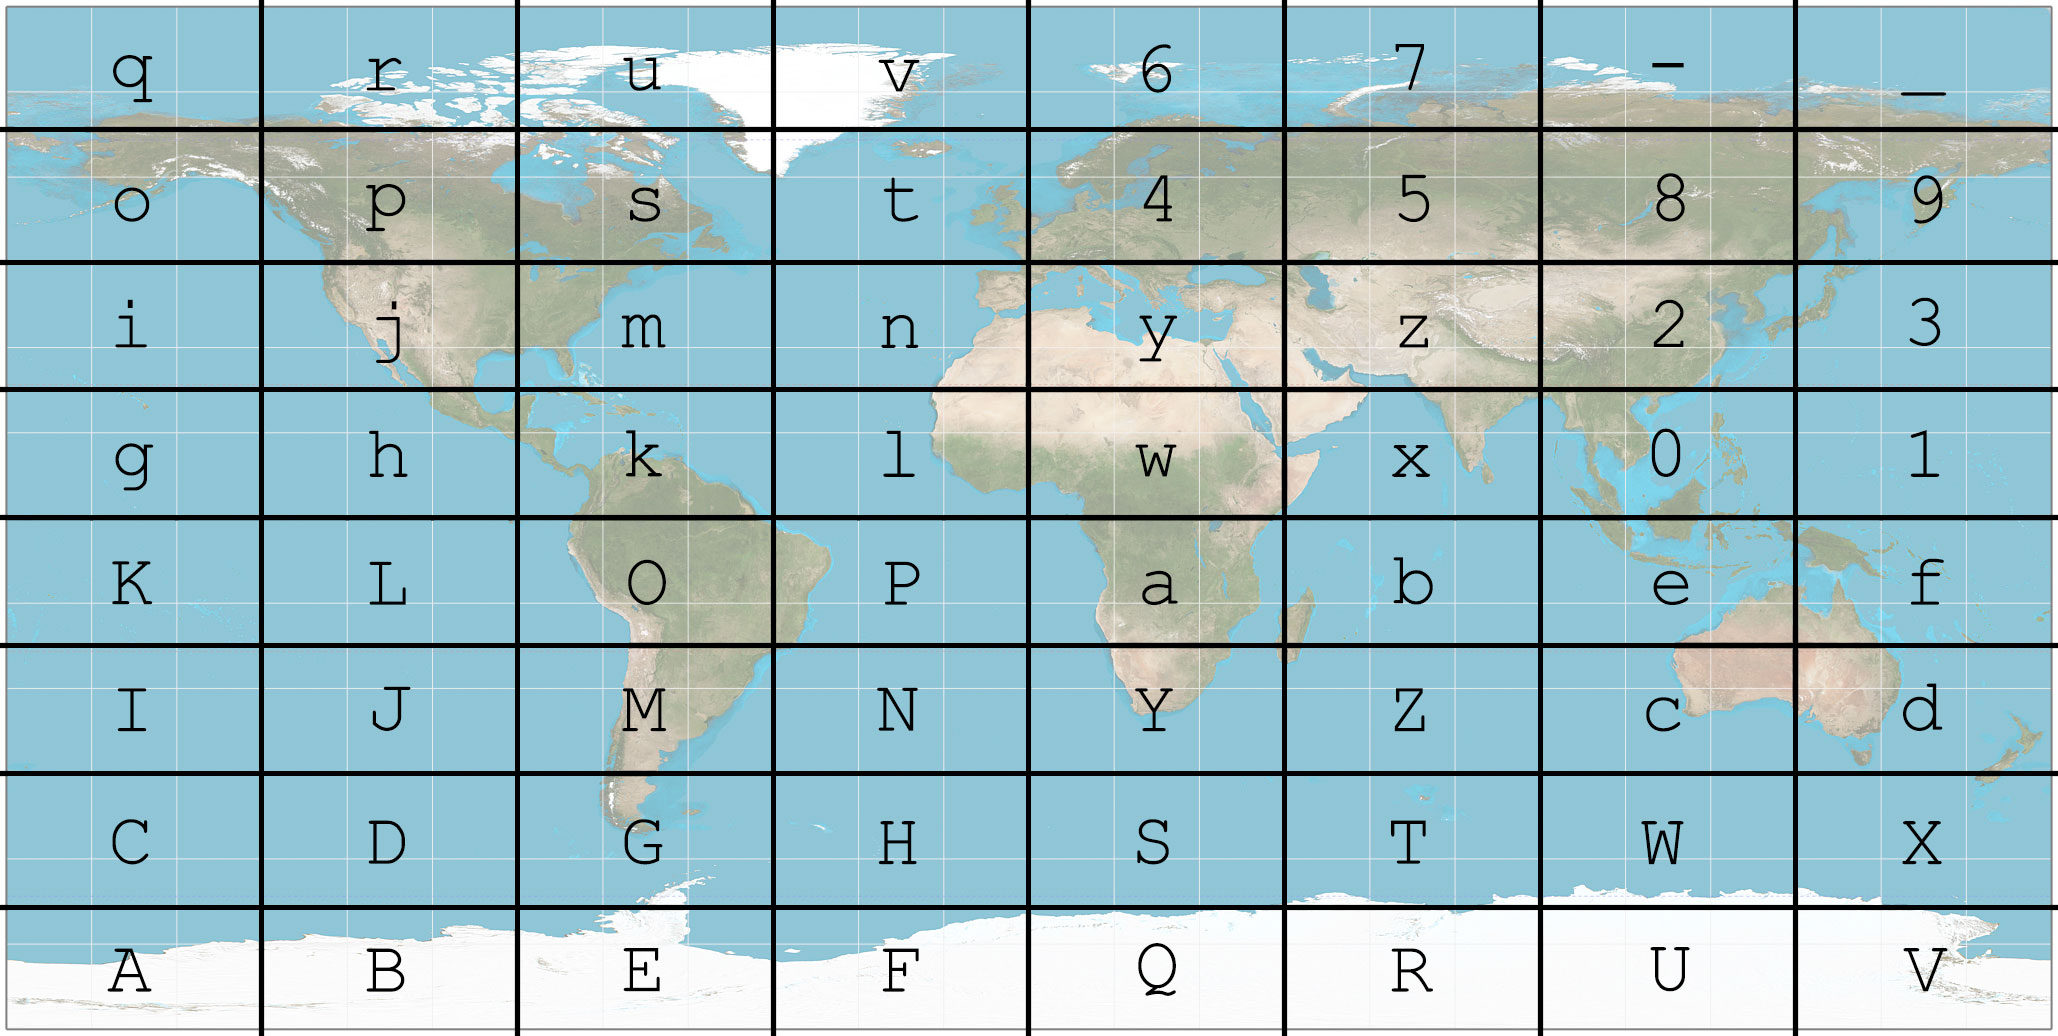 q r u v 6 7 - _
o p s t 4 5 8 9
i j m n y z 2 3
g h k l w x 0 1
K L O P a b e f
I J M N Y Z c d
C D G H S T W X
A B E F Q R U V